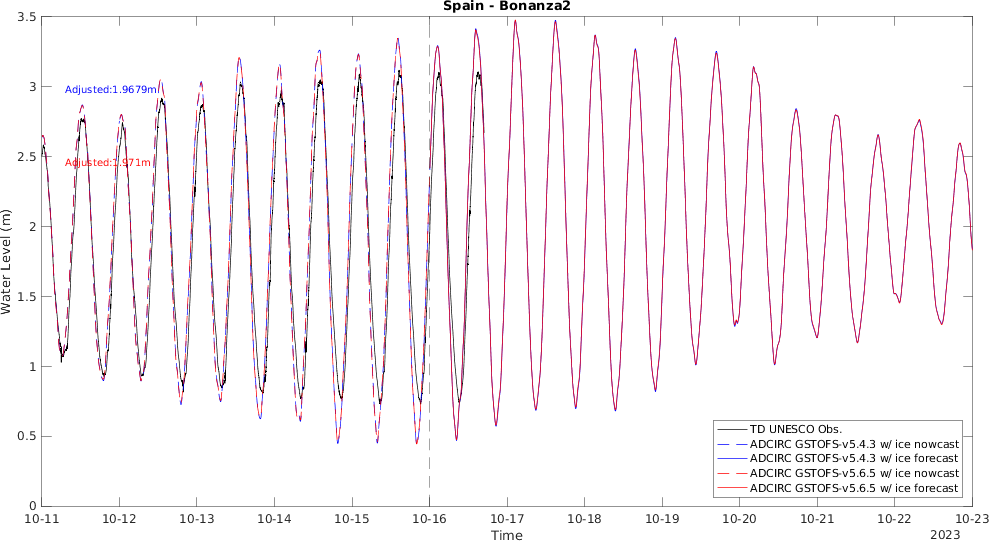 Spain - Bonanza2
3.5
3
2.5
2
1.5
1
0.5
0
Water Level (m)
Adjusted:1.9679m
Adjusted:1.971m
TD UNESCO Obs.
ADCIRC GSTOFS-v5.4.3 w/ ice nowcast
ADCIRC GSTOFS-v5.4.3 w/ ice forecast
ADCIRC GSTOFS-v5.6.5 w/ ice nowcast
ADCIRC GSTOFS-v5.6.5 w/ ice forecast
10-11 10-12 10-13 10-14 10-15 10-16 10-17 10-18 10-19 10-20 10-21 10-22 10-23
Time
2023